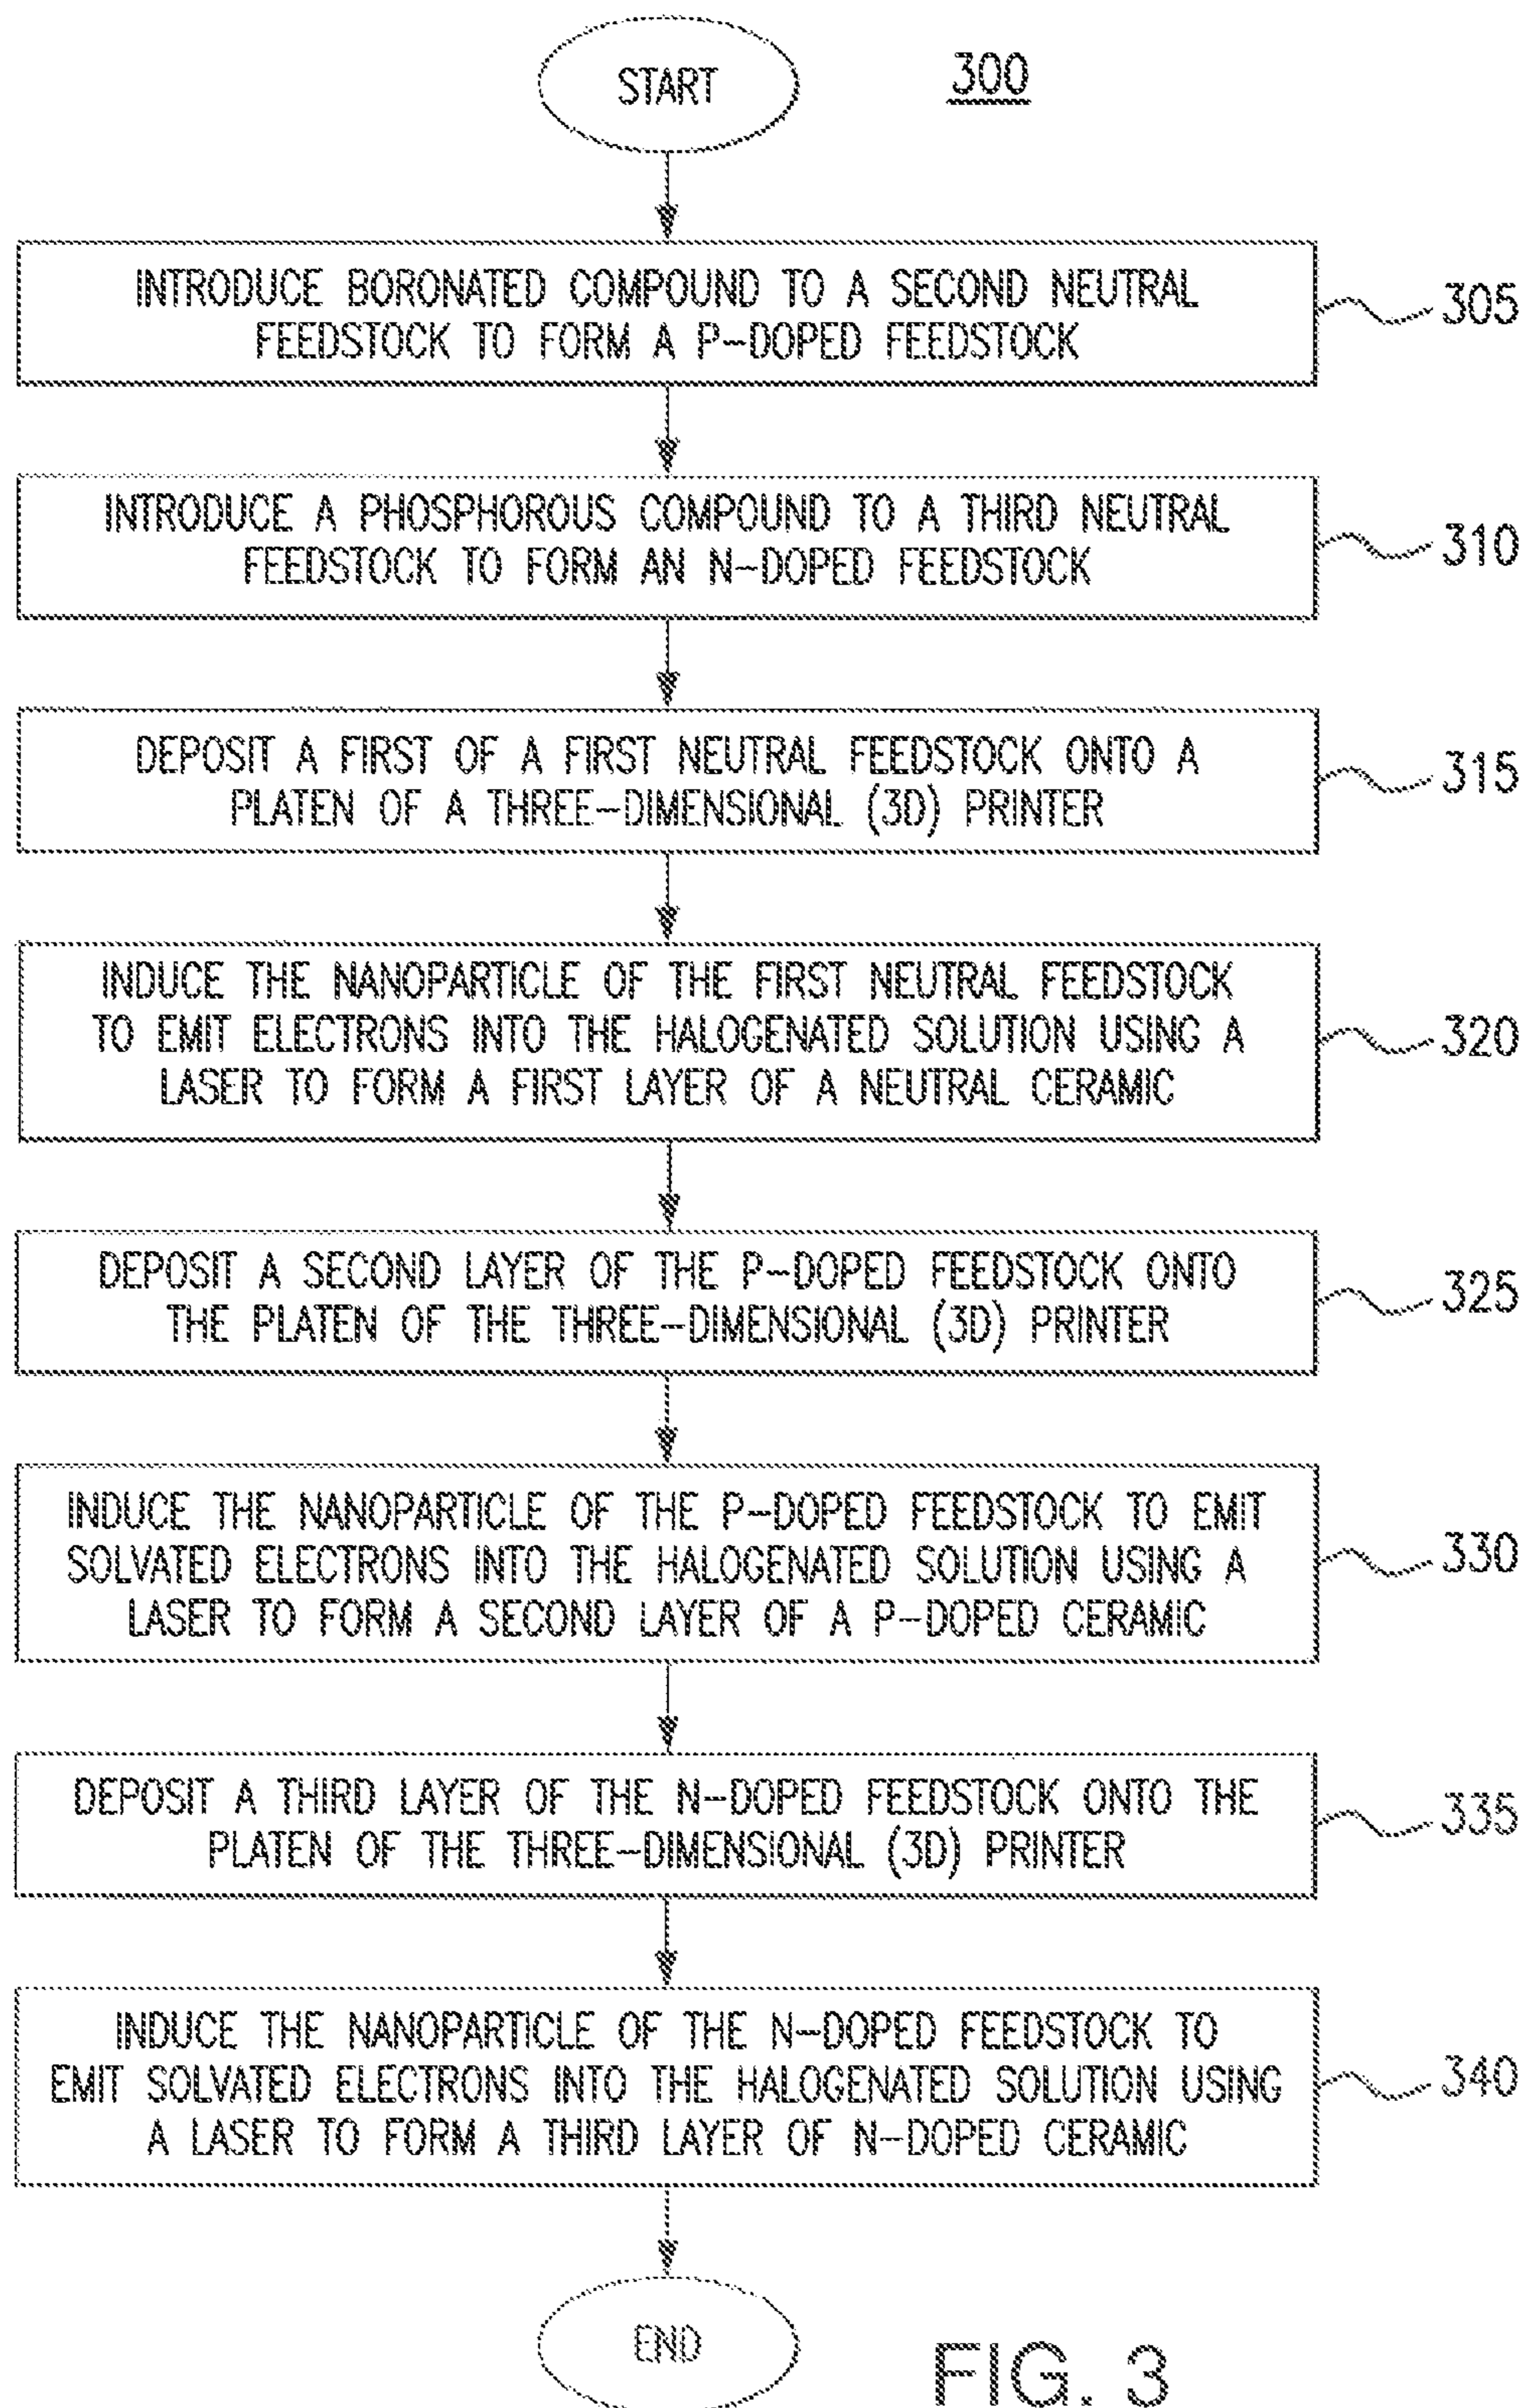 START
300
INTRODUCE BORONATED COMPOUND TO A SECOND NEUTRAL
FEEDSTOCK TO FORM A P-DOPED FEEDSTOCK
305
INTRODUCE A PHOSPHOROUS COMPOUND TO A THIRD NEUTRAL
FEEDSTOCK TO FORM AN N-DOPED FEEDSTOCK
310
DEPOSIT A FIRST OF A FIRST NEUTRAL FEEDSTOCK ONTO A
PLATEN OF A THREE-DIMENSIONAL (3D) PRINTER
315
INDUCE THE NANOPARTICLE OF THE FIRST NEUTRAL FEEDSTOCK
TO EMIT ELECTRONS INTO THE HALOGENATED SOLUTION USING A
LASER TO FORM A FIRST LAYER OF A NEUTRAL CERAMIC
320
DEPOSIT A SECOND LAYER OF THE P-DOPED FEEDSTOCK ONTO
THE PLATEN OF THE THREE-DIMENSIONAL (3D) PRINTER
325
INDUCE THE NANOPARTICLE OF THE P-DOPED FEEDSTOCK TO EMIT
SOLVATED ELECTRONS INTO THE HALOGENATED SOLUTION USING A
LASER TO FORM A SECOND LAYER OF A P-DOPED CERAMIC
330
DEPOSIT A THIRD LAYER OF THE N-DOPED FEEDSTOCK ONTO THE
PLATEN OF THE THREE-DIMENSIONAL (3D) PRINTER
335
INDUCE THE NANOPARTICLE OF THE N-DOPED FEEDSTOCK TO
EMIT SOLVATED ELECTRONS INTO THE HALOGENATED SOLUTION USING
A LASER TO FORM A THIRD LAYER OF N-DOPED CERAMIC
340
END
FIG. 3